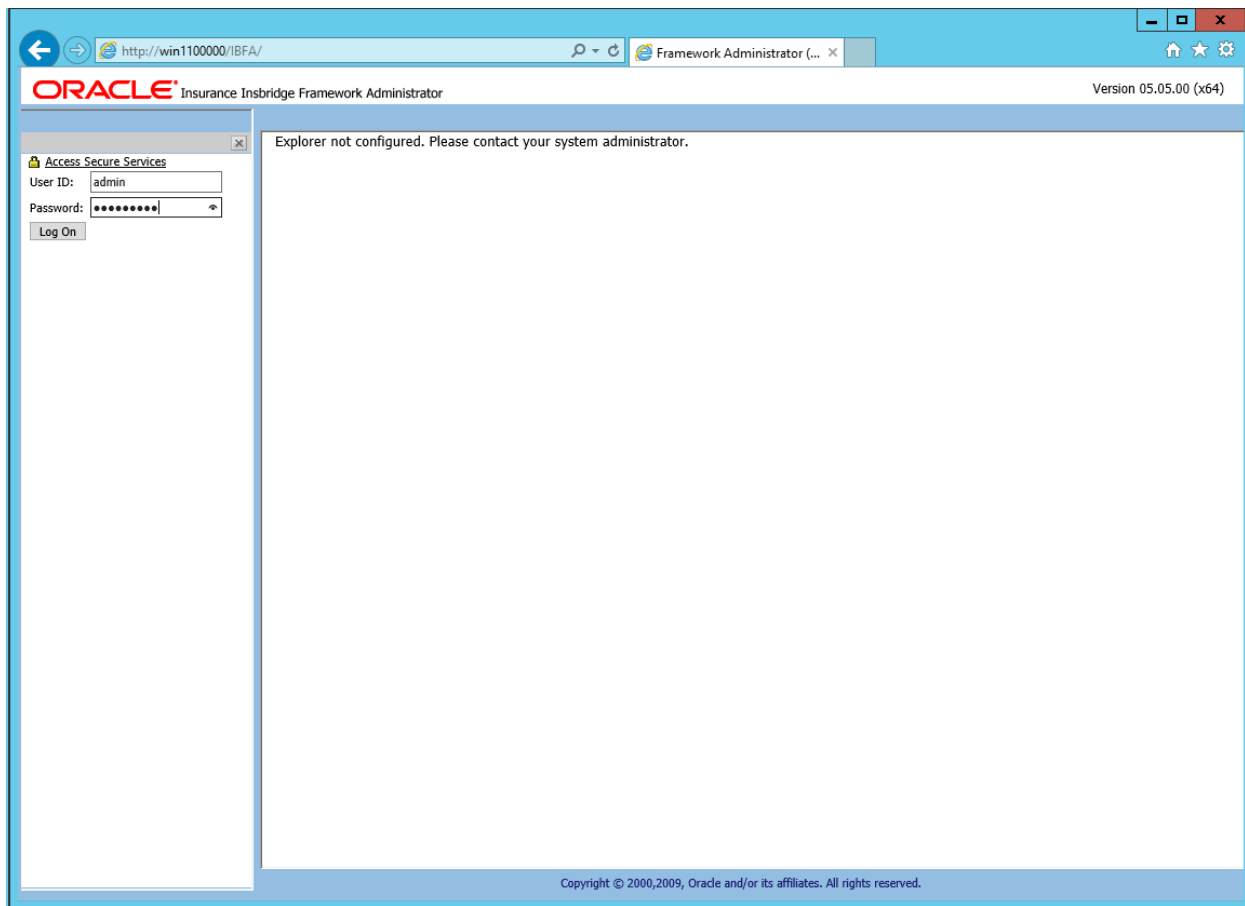 http://win1100000/IBFA/
Framework Administrator (...
ORACLE Insurance Insbridge Framework Administrator
Version 05.05.00 (x64)
Explorer not configured. Please contact your system administrator.
Access Secure Services
User ID: admin
Password: •••••••••
Log On
Copyright © 2000,2009, Oracle and/or its affiliates. All rights reserved.